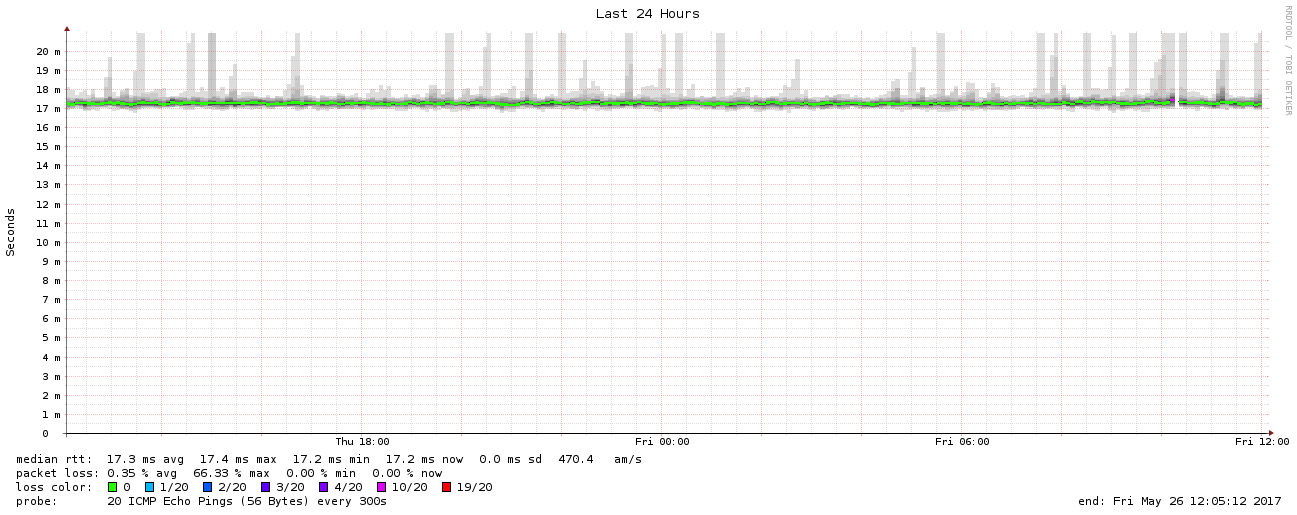 Last 24 Hours
RRDTOOL / TOBI OETIKER
Seconds
20 m
19 m
18 m
17 m
16 m
15 m
14 m
13 m
12 m
11 m
10 m
9 m
8 m
7 m
6 m
5 m
4 m
3 m
2 m
1 m
0
Thu 18:00 Fri 00:00 Fri 06:00 Fri 12:00
median rtt: 17.3 ms avg 17.4 ms max 17.2 ms min 17.2 ms now 0.0 ms sd 470.4 am/s
packet loss: 0.35 % avg 66.33 % max 0.00 % min 0.00 % now
loss color: 0 1/20 2/20 3/20 4/20 10/20 19/20
probe: 20 ICMP Echo Pings (56 Bytes) every 300s end: Fri May 26 12:05:12 2017